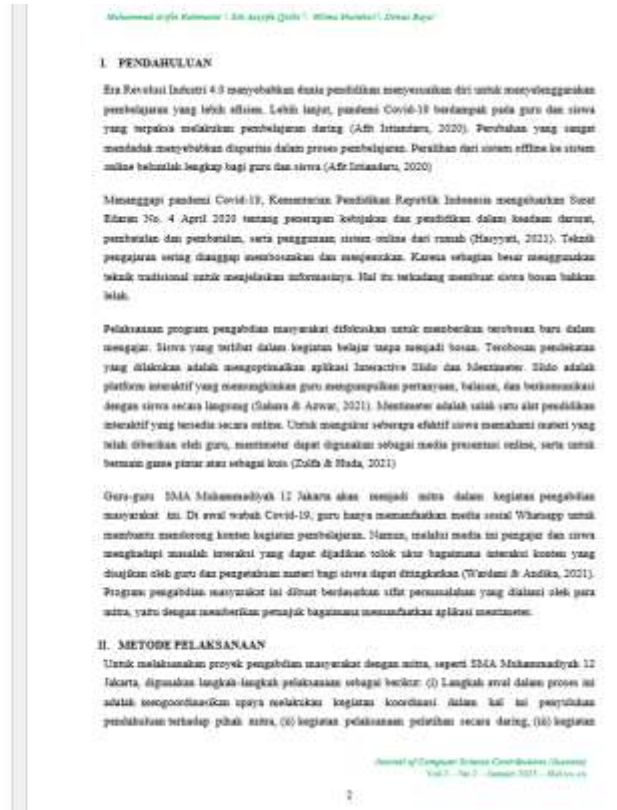 I. PENDAHULUAN
Era Revolusi Industri 4.0 menyebabkan dunia pendidikan menyesuaikan diri untuk menyelenggarakan
pembelajaran yang lebih efisien. Lebih lanjut, pandemi Covid-19 berdampak pada guru dan siswa
yang terpaksa melakukan pembelajaran daring (Afit Istiandaru, 2020). Perubahan yang sangat
mendadak menyebabkan disparitas dalam proses pembelajaran. Peralihan dari sistem offline ke sistem
online belumlah lengkap bagi guru dan siswa (Afit Istiandaru, 2020)
Menanggapi pandemi Covid-19, Kementerian Pendidikan Republik Indonesia mengeluarkan Surat
Edaran No. 4 April 2020 tentang penerapan kebijakan dan pendidikan dalam keadaan darurat,
pembatalan dan pembatalan, serta penggunaan sistem online dari rumah (Hasyyati, 2021). Teknik
pengajaran sering dianggap membosankan dan menjemukan. Karena sebagian besar menggunakan
teknik tradisional untuk menjelaskan informasinya. Hal itu terkadang membuat siswa bosan bahkan
lelah.
Pelaksanaan program pengabdian masyarakat difokuskan untuk memberikan terobosan baru dalam
mengajar. Siswa yang terlibat dalam kegiatan belajar tanpa menjadi bosan. Terobosan pendekatan
yang dilakukan adalah mengoptimalkan aplikasi Interactive Slido dan Mentimeter. Slido adalah
platform interaktif yang memungkinkan guru mengumpulkan pertanyaan, balasan, dan berkomunikasi
dengan siswa secara langsung (Sahara & Azwar, 2021). Mentimeter adalah salah satu alat pendidikan
interaktif yang tersedia secara online. Untuk mengukur seberapa efektif siswa memahami materi yang
telah diberikan oleh guru, mentimeter dapat digunakan sebagai media presentasi online, serta untuk
bermain game pintar atau sebagai kuis (Zulfa & Huda, 2021)
Guru-guru SMA Muhammadiyah 12 Jakarta akan menjadi mitra dalam kegiatan pengabdian
masyarakat ini. Di awal wabah Covid-19, guru hanya memanfaatkan media sosial Whatsapp untuk
membantu mendorong konten kegiatan pembelajaran. Namun, melalui media ini pengajar dan siswa
menghadapi masalah interaksi yang dapat dijadikan tolok ukur bagaimana interaksi konten yang
disajikan oleh guru dan pengetahuan materi bagi siswa dapat ditingkatkan (Wardani & Andika, 2021).
Program pengabdian masyarakat ini dibuat berdasarkan sifat permasalahan yang dialami oleh para
mitra, yaitu dengan memberikan petunjuk bagaimana memanfaatkan aplikasi mentimeter.
II. METODE PELAKSANAAN
Untuk melaksanakan proyek pengabdian masyarakat dengan mitra, seperti SMA Muhammadiyah 12
Jakarta, digunakan langkah-langkah pelaksanaan sebagai berikut: (i) Langkah awal dalam proses ini
adalah mengoordinasikan upaya melakukan kegiatan koordinasi dalam hal ini penyuluhan
pendahuluan terhadap pihak mitra, (ii) kegiatan pelaksanaan pelatihan secara daring, (iii) kegiatan
Journal of Computer Science Contributions
2